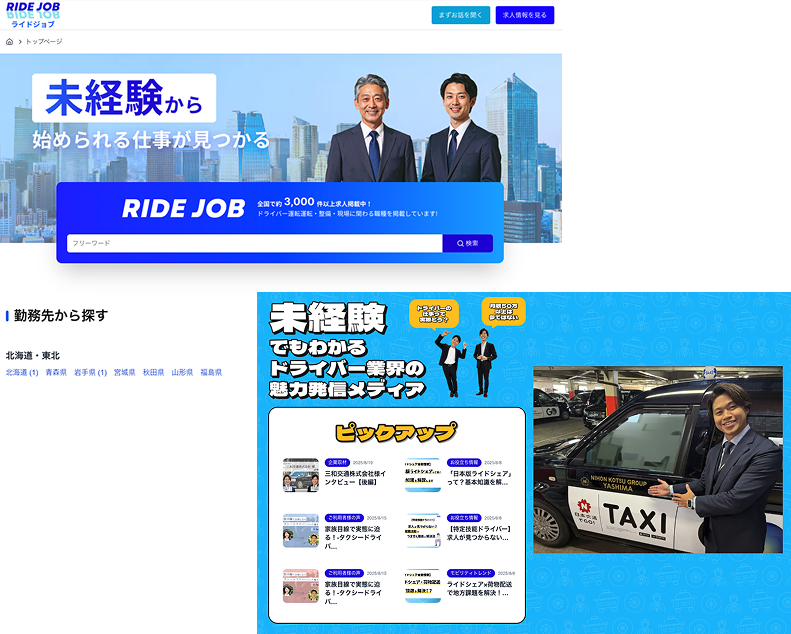 RIDE JOB
RIDE JOB
ライドジョブ
まずお話を聞く
求人情報を見る
トップページ
未経験から
始められる仕事が見つかる
RIDE JOB
全国で約 3,000 件以上求人掲載中！
ドライバー運転運転・整備・現場に関わる職種を掲載しています!
フリーワード
検索
勤務先から探す
北海道・東北
北海道 (1) 青森県 岩手県 (1) 宮城県 秋田県 山形県 福島県
未経験
でもわかる
ドライバー業界の
魅力発信メディア
ドライバーの
仕事って
実際どう？
月収50万
以上は
夢ではない
ピックアップ
企業取材 2025/8/19
三和交通株式会社様イ
ンタビュー【後編】
お役立ち情報 2025/8/8
「日本版ライドシェア」
って？基本知識を解...
ご利用者様の声 2025/8/15
家族目線で実態に迫
る！-タクシードライ
バ...
お役立ち情報 2025/8/8
【特定技能ドライバー】
求人が見つからない...
ご利用者様の声 2025/8/13
家族目線で実態に迫
る！-タクシードライ
バ...
モビリティトレンド 2025/8/8
ライドシェア×荷物配送
で地方課題を解決！...
GO
NIHON KOTSU GROUP
YASHIMA
日本交通
でGO!
TAXI